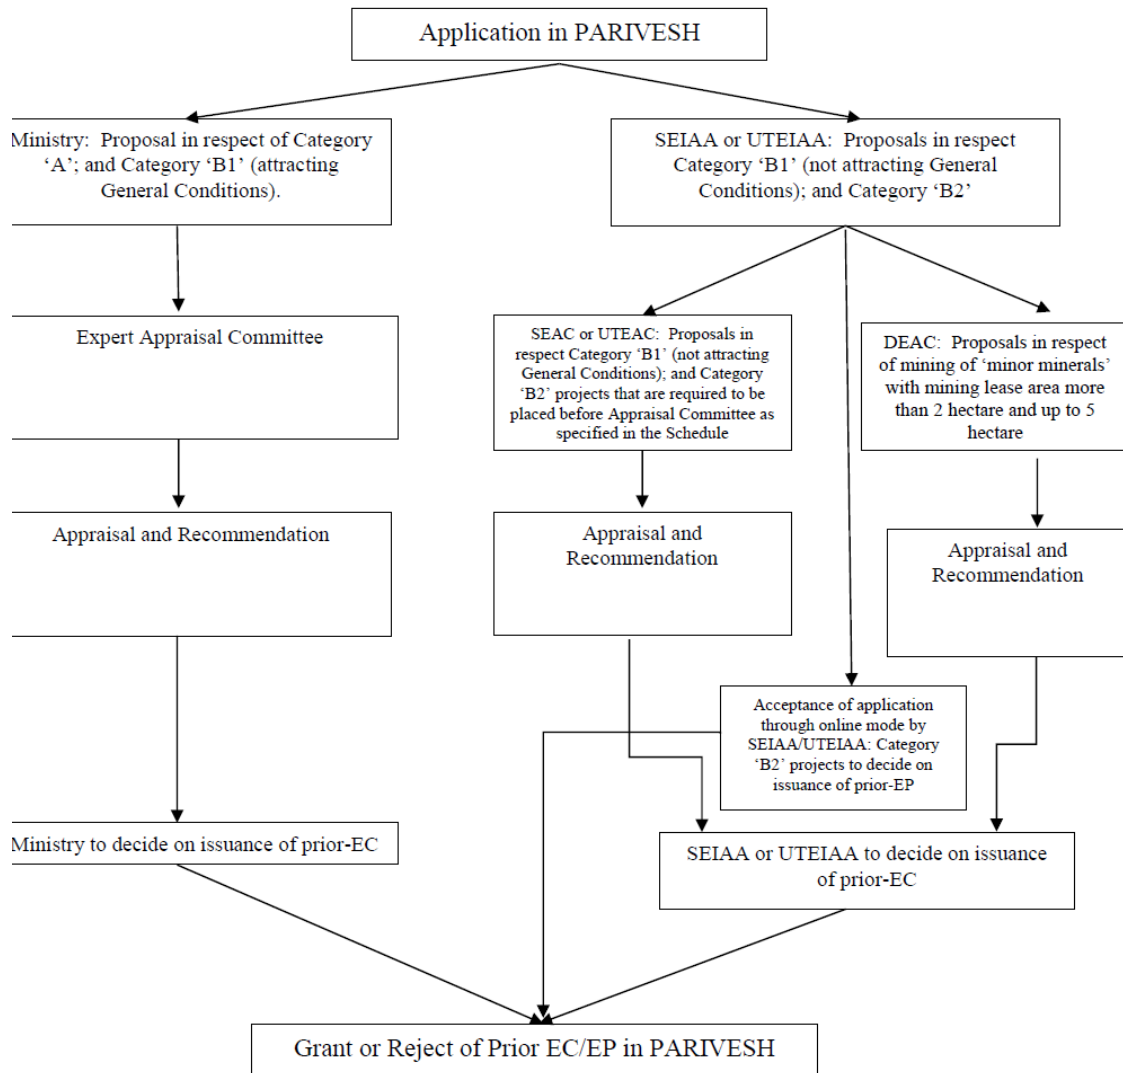 Application in PARIVESH
Ministry: Proposal in respect of Category
‘A’; and Category ‘B1’ (attracting
General Conditions).
SEIAA or UTEIAA: Proposals in respect
Category ‘B1’ (not attracting General
Conditions); and Category ‘B2’
Expert Appraisal Committee
SEAC or UTEAC: Proposals in
respect Category ‘B1’ (not attracting
General Conditions); and Category
‘B2’ projects that are required to be
placed before Appraisal Committee as
specified in the Schedule
DEAC: Proposals in respect
of mining of ‘minor minerals’
with mining lease area more
than 2 hectare and up to 5
hectare
Appraisal and Recommendation
Appraisal and
Recommendation
Appraisal and
Recommendation
Acceptance of application
through online mode by
SEIAA/UTEIAA: Category
‘B2’ projects to decide on
issuance of prior-EP
Ministry to decide on issuance of prior-EC
SEIAA or UTEIAA to decide on issuance
of prior-EC
Grant or Reject of Prior EC/EP in PARIVESH